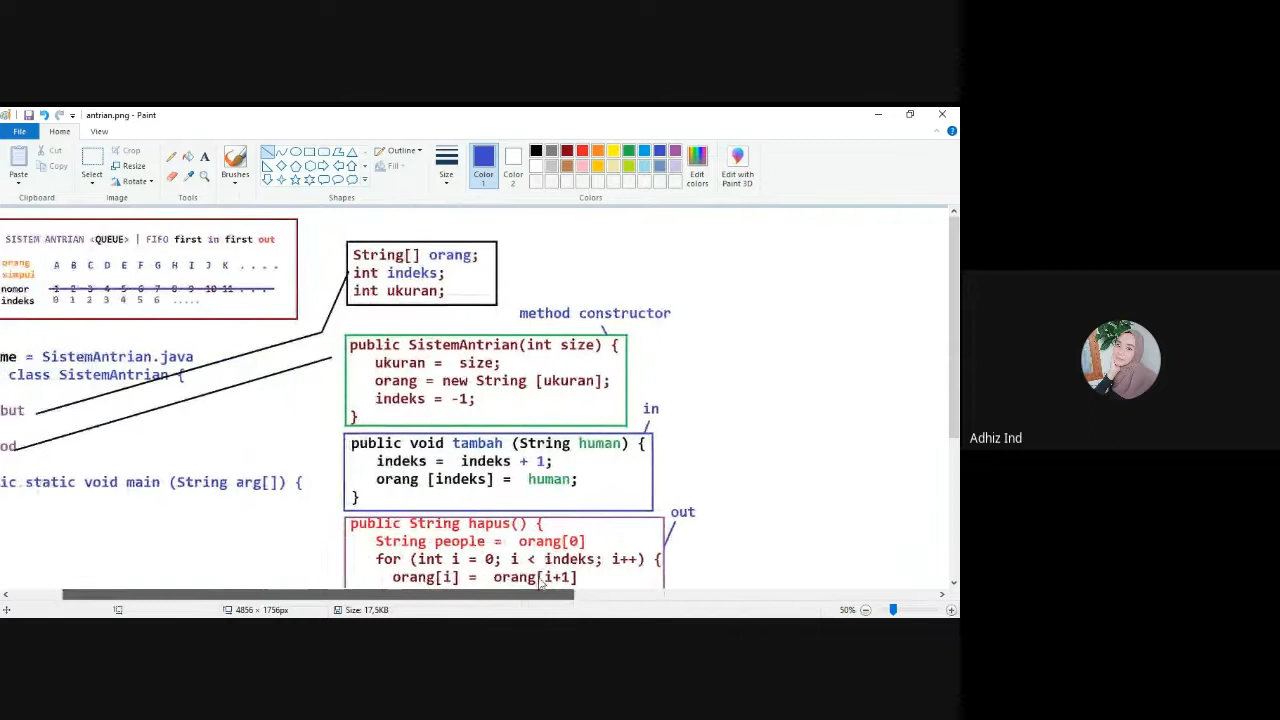 antrian.png - Paint
File
Home
View
Paste
Cut
Copy
Clipboard
Select
Crop
Resize
Rotate
Image
Tools
Brushes
Shapes
Outline
Fill
Size
Color 1
Color 2
Colors
Edit colors
Edit with Paint 3D
SISTEM ANTRIAN <QUEUE> | FIFO first in first out
orang A B C D E F G H I J K . . . .
simpul
nomor 1 2 3 4 5 6 7 8 9 10 11 . . .
indeks 0 1 2 3 4 5 6 .....
me = SistemAntrian.java
class SistemAntrian {
but
od
ic static void main (String arg[]) {
String[] orang;
int indeks;
int ukuran;
method constructor
public SistemAntrian(int size) {
ukuran = size;
orang = new String [ukuran];
indeks = -1;
}
in
public void tambah (String human) {
indeks = indeks + 1;
orang [indeks] = human;
}
out
public String hapus() {
String people = orang[0]
for (int i = 0; i < indeks; i++) {
orang[i] = orang[i+1]
4856 × 1756px
Size: 17,5KB
50%
Adhiz Ind